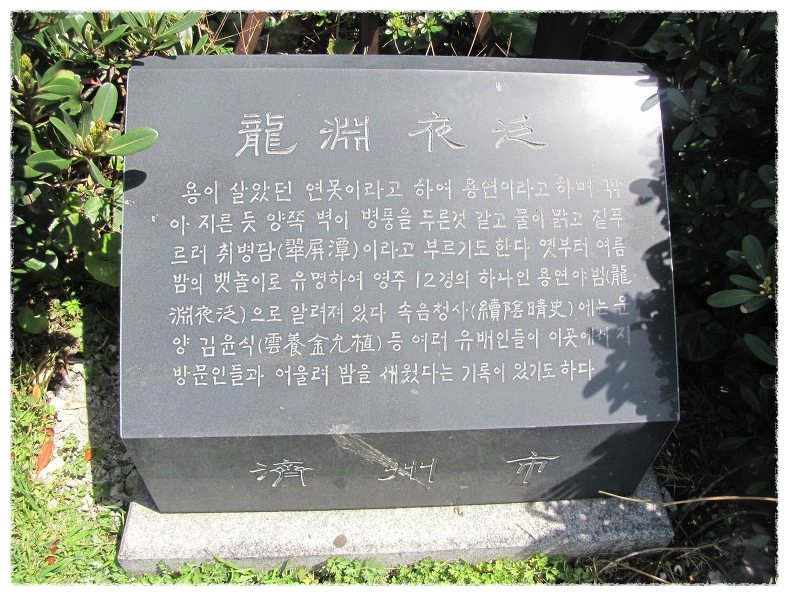 龍淵夜泛
용이 살았던 연못이라고 하여 용연이라고 하며 깎
아 지른 듯 양쪽 벽이 병풍을 두른것 같고 물이 맑고 짙푸
르러 취병담(翠屛潭)이라고 부르기도 한다 옛부터 여름
밤의 뱃놀이로 유명하여 영주 12경의 하나인 용연야범(龍
淵夜泛)으로 알려져 있다 속음청사(續陰晴史)에는 운
양 김윤식(雲養金允植) 등 여러 유배인들이 이곳에서 지
방문인들과 어울려 밤을 새웠다는 기록이 있기도 하다
濟州市